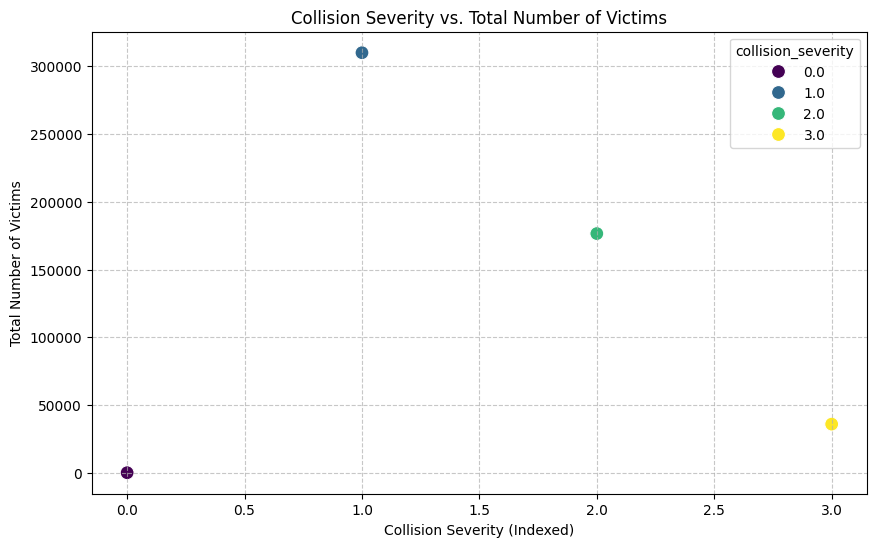 Collision Severity vs. Total Number of Victims
collision_severity
0.0
1.0
2.0
3.0
Total Number of Victims
300000
250000
200000
150000
100000
50000
0
0.0 0.5 1.0 1.5 2.0 2.5 3.0
Collision Severity (Indexed)